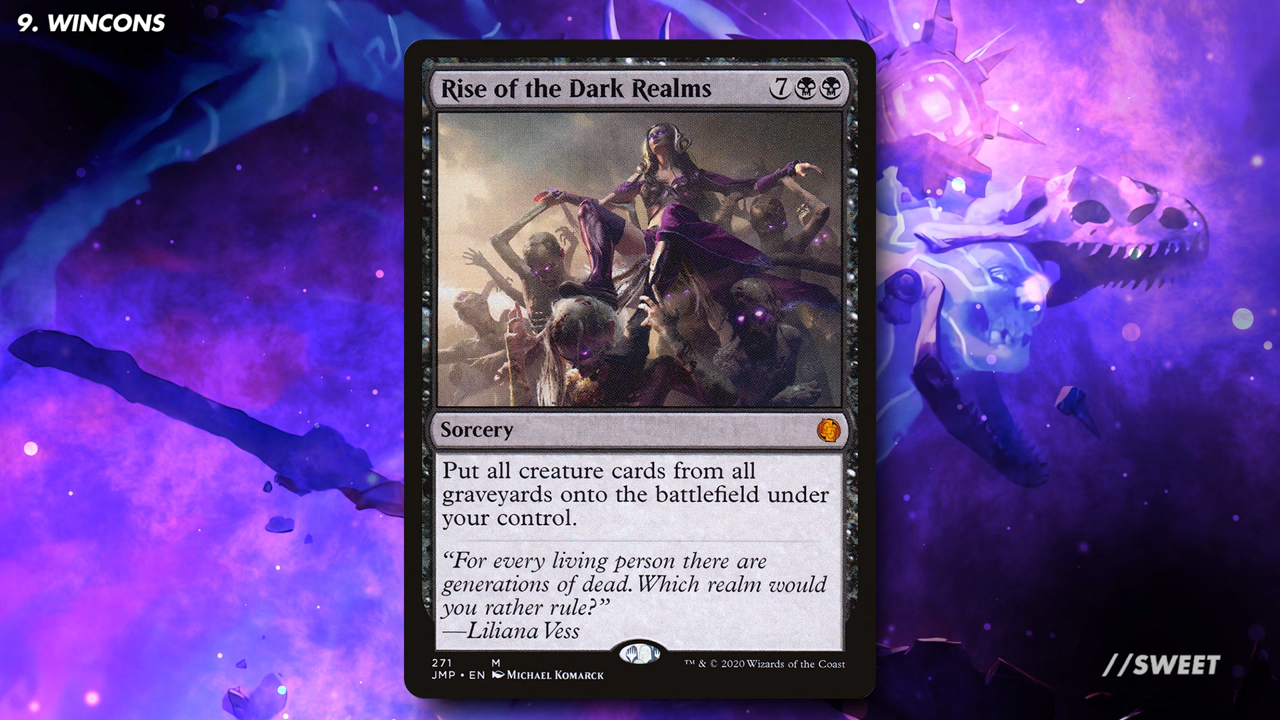 9. WINCONS
Rise of the Dark Realms 7
Sorcery
Put all creature cards from all
graveyards onto the battlefield under
your control.
“For every living person there are
generations of dead. Which realm would
you rather rule?”
—Liliana Vess
271 M
JMP • EN Michael Komarck
™ & © 2020 Wizards of the Coast
//SWEET